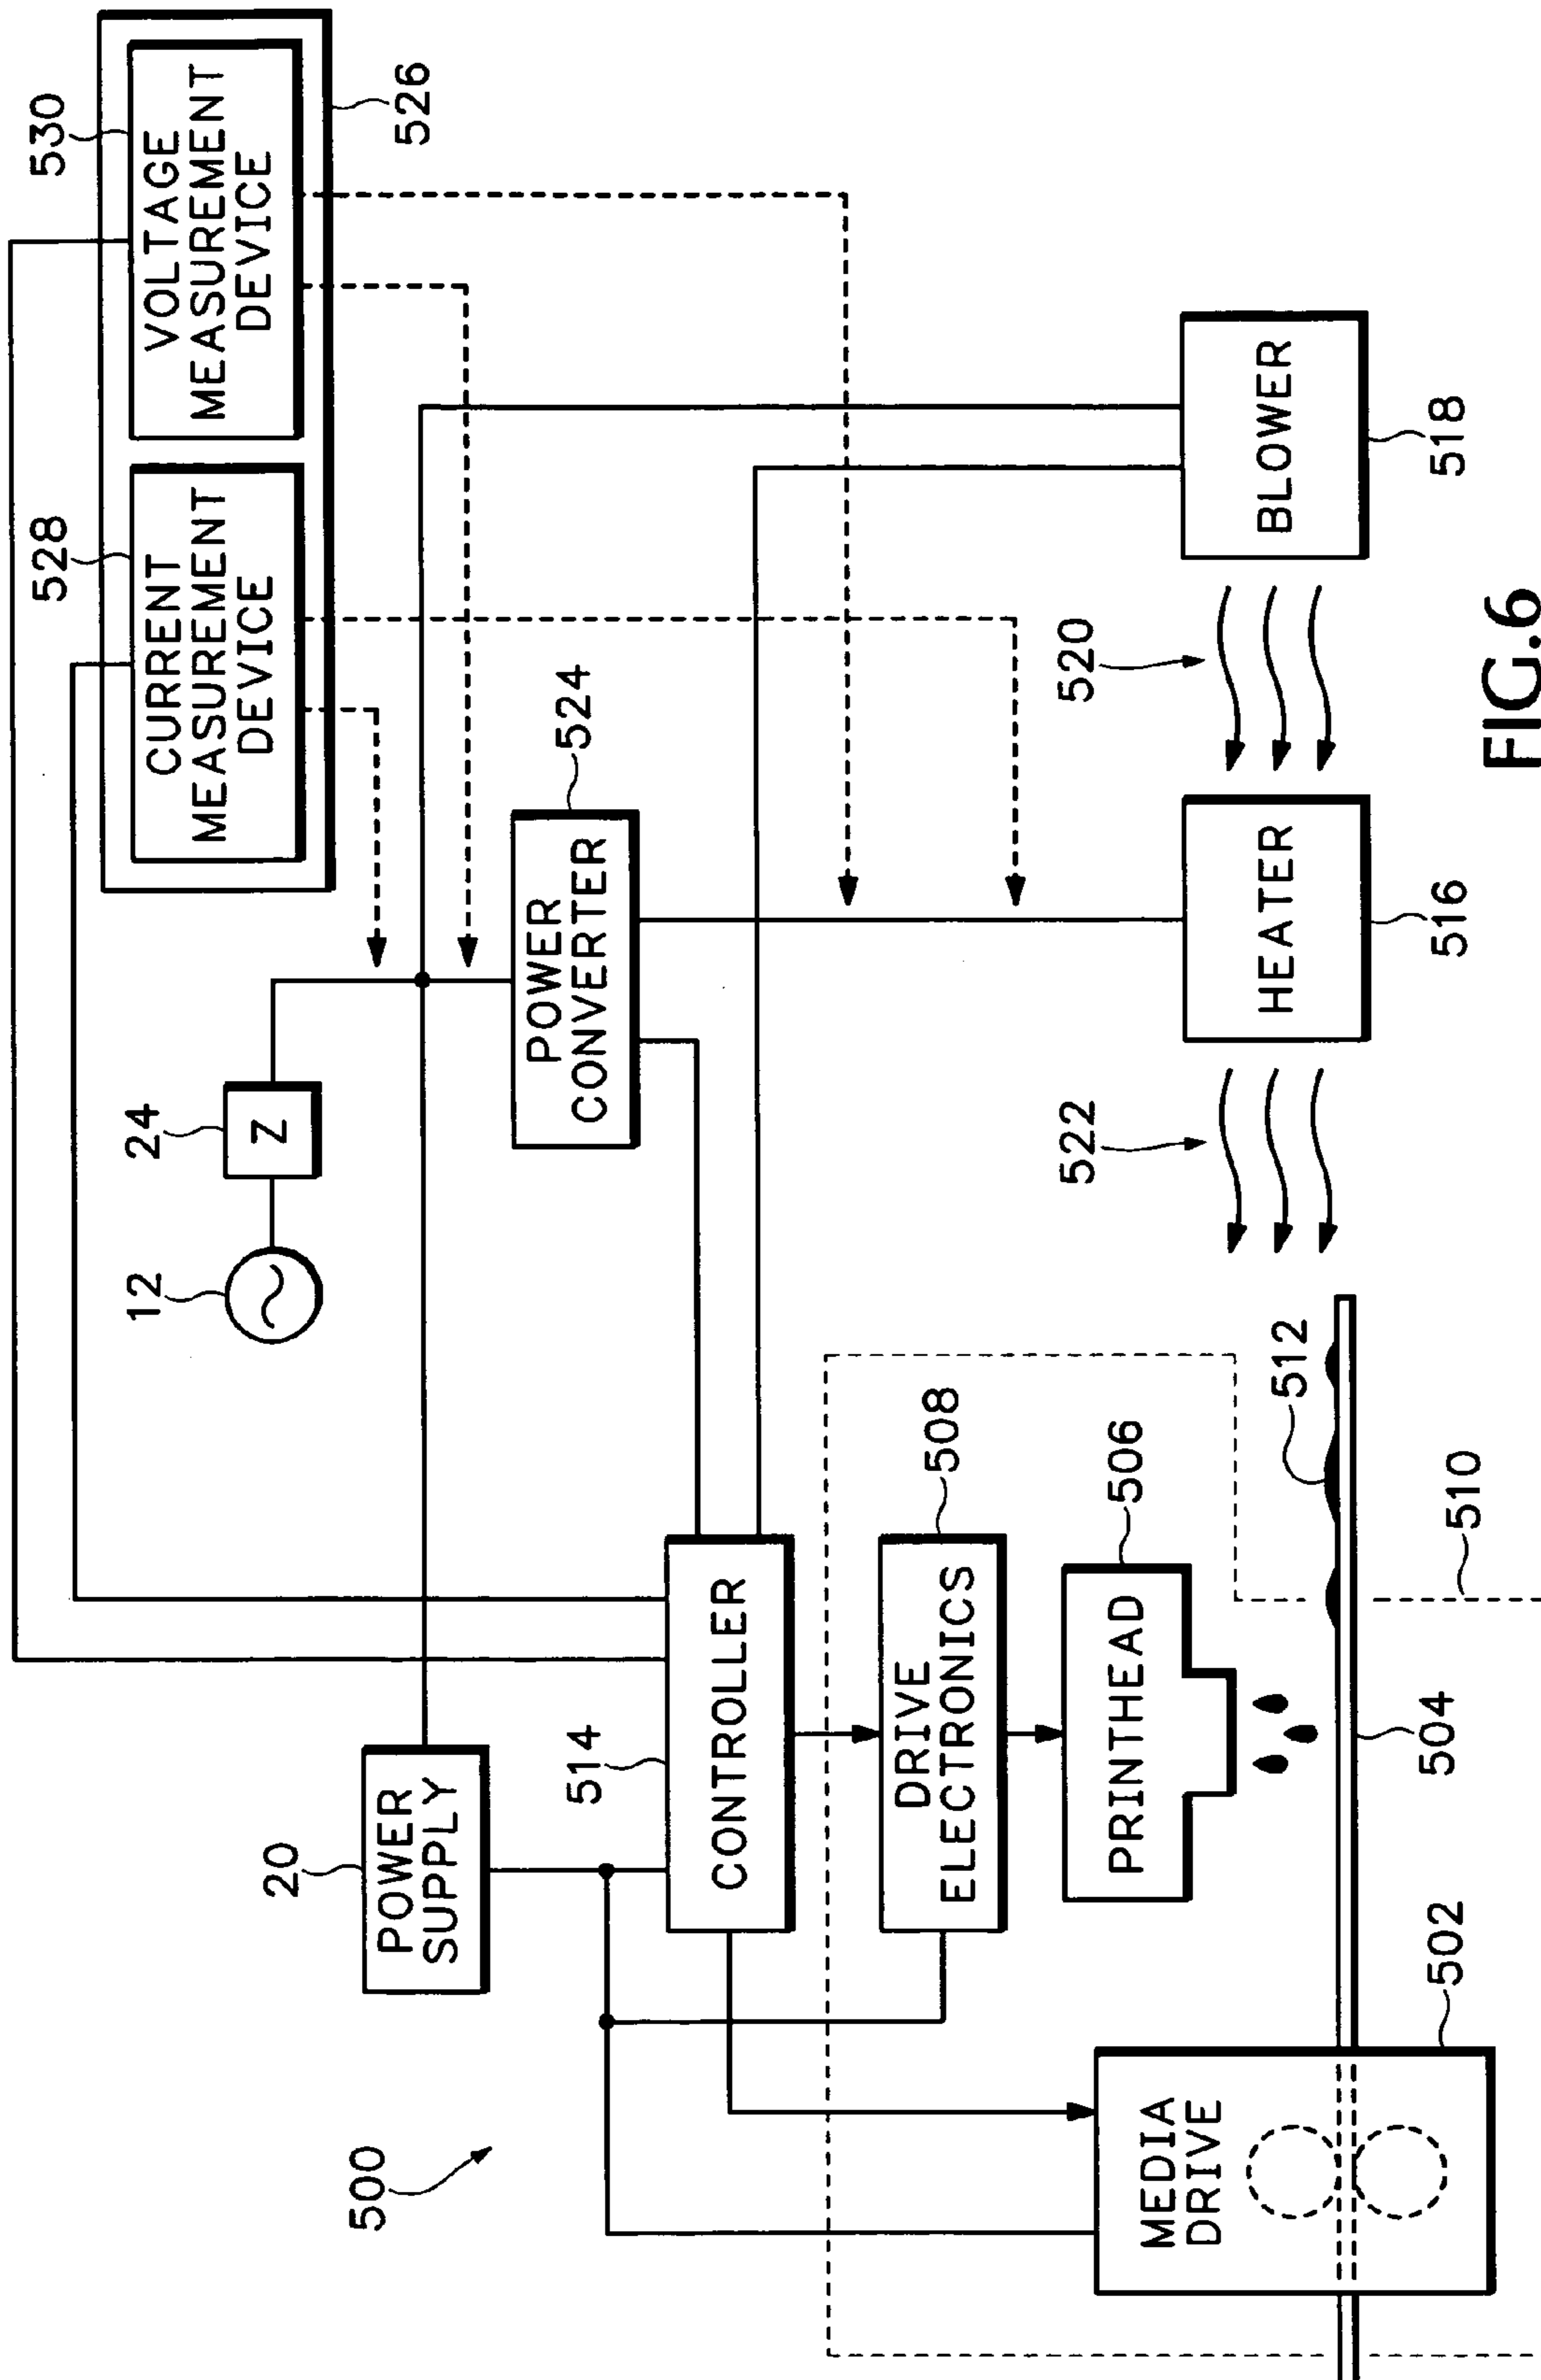 500
20
POWER
SUPPLY
12
24
Z
528
CURRENT
MEASUREMENT
DEVICE
530
VOLTAGE
MEASUREMENT
DEVICE
526
514
CONTROLLER
POWER
CONVERTER
524
DRIVE
ELECTRONICS
508
PRINTHEAD
506
MEDIA
DRIVE
502
504
512
510
522
HEATER
516
520
BLOWER
518
FIG.6